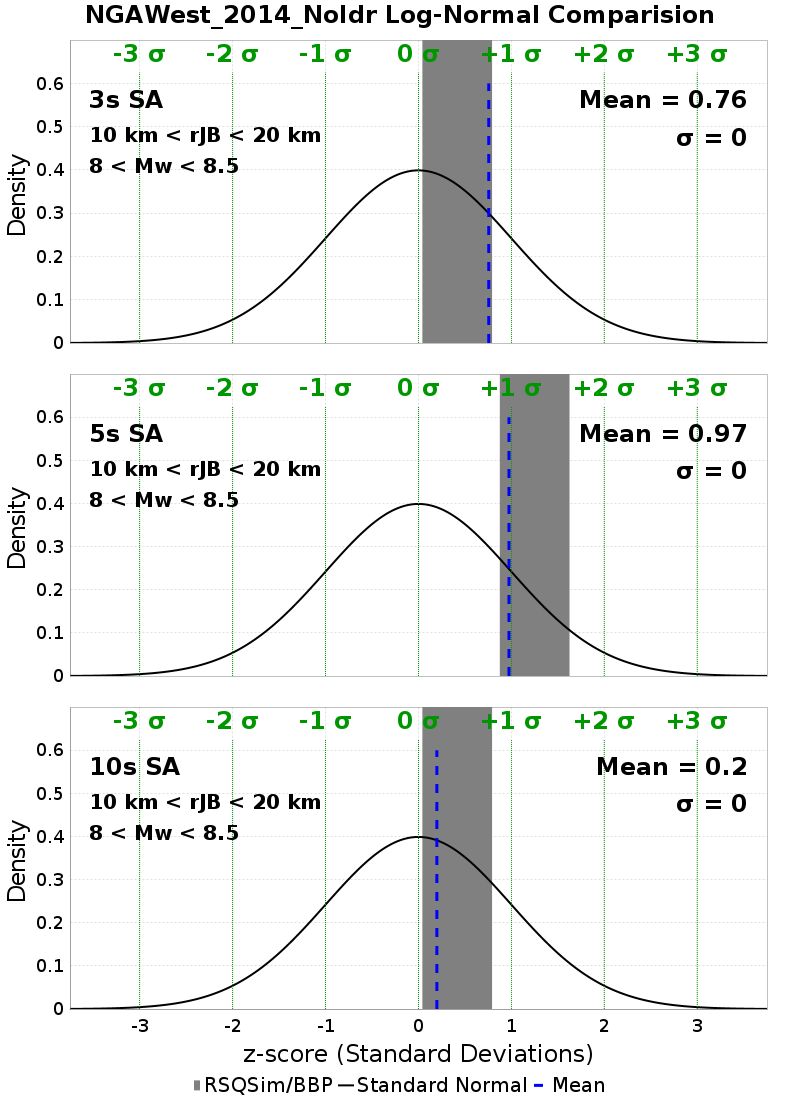 NGAWest_2014_NoIdr Log-Normal Comparision
-3 σ -2 σ -1 σ 0 σ +1 σ +2 σ +3 σ
3s SA
Mean = 0.76
10 km < rJB < 20 km
σ = 0
8 < Mw < 8.5
0.6
0.5
0.4
0.3
0.2
0.1
0
Density
-3 σ -2 σ -1 σ 0 σ +1 σ +2 σ +3 σ
5s SA
Mean = 0.97
10 km < rJB < 20 km
σ = 0
8 < Mw < 8.5
0.6
0.5
0.4
0.3
0.2
0.1
0
Density
-3 σ -2 σ -1 σ 0 σ +1 σ +2 σ +3 σ
10s SA
Mean = 0.2
10 km < rJB < 20 km
σ = 0
8 < Mw < 8.5
0.6
0.5
0.4
0.3
0.2
0.1
0
Density
-3 -2 -1 0 1 2 3
z-score (Standard Deviations)
RSQSim/BBP Standard Normal Mean